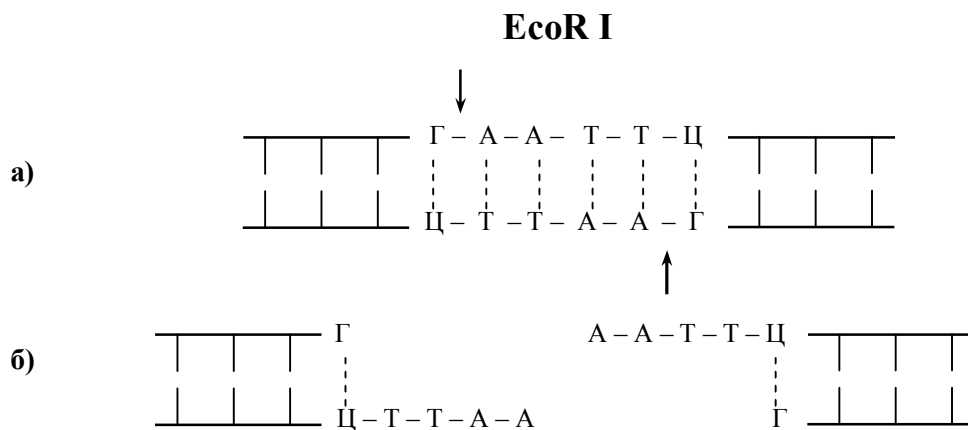 EcoR I
а)
Г – А – А – Т – Т – Ц
Ц – Т – Т – А – А – Г
б)
Г
А – А – Т – Т – Ц
Ц – Т – Т – А – А
Г